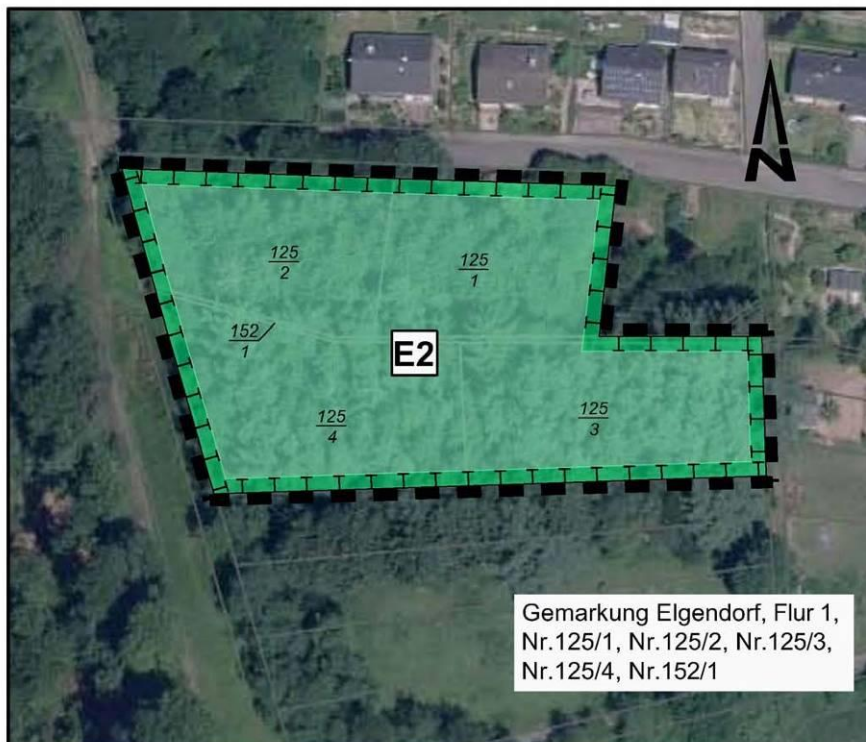 N
125
2
125
1
152
1
E2
125
4
125
3
Gemarkung Elgendorf, Flur 1,
Nr.125/1, Nr.125/2, Nr.125/3,
Nr.125/4, Nr.152/1